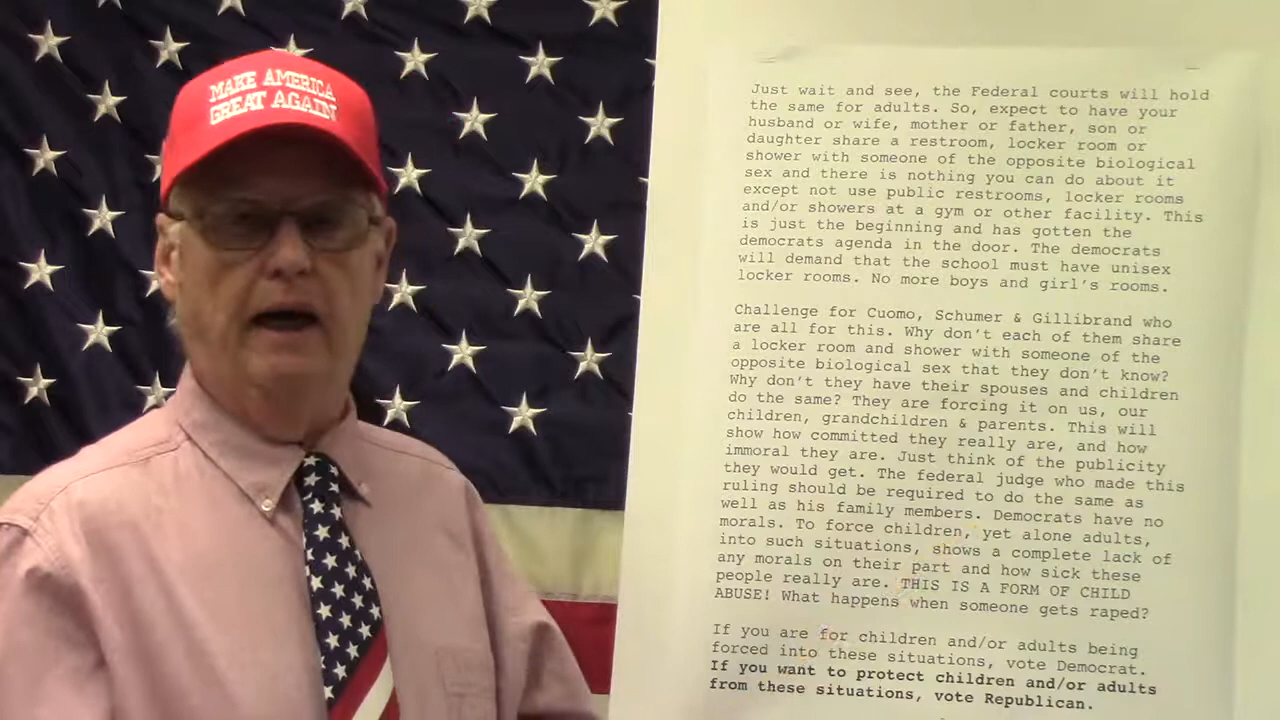 MAKE AMERICA
GREAT AGAIN
Just wait and see, the Federal courts will hold
the same for adults. So, expect to have your
husband or wife, mother or father, son or
daughter share a restroom, locker room or
shower with someone of the opposite biological
sex and there is nothing you can do about it
except not use public restrooms, locker rooms
and/or showers at a gym or other facility. This
is just the beginning and has gotten the
democrats agenda in the door. The democrats
will demand that the school must have unisex
locker rooms. No more boys and girl's rooms.
Challenge for Cuomo, Schumer & Gillibrand who
are all for this. Why don't each of them share
a locker room and shower with someone of the
opposite biological sex that they don't know?
Why don't they have their spouses and children
do the same? They are forcing it on us, our
children, grandchildren & parents. This will
show how committed they really are, and how
immoral they are. Just think of the publicity
they would get. The federal judge who made this
ruling should be required to do the same as
well as his family members. Democrats have no
morals. To force children, yet alone adults,
into such situations, shows a complete lack of
any morals on their part and how sick these
people really are. THIS IS A FORM OF CHILD
ABUSE! What happens when someone gets raped?
If you are for children and/or adults being
forced into these situations, vote Democrat.
If you want to protect children and/or adults
from these situations, vote Republican.